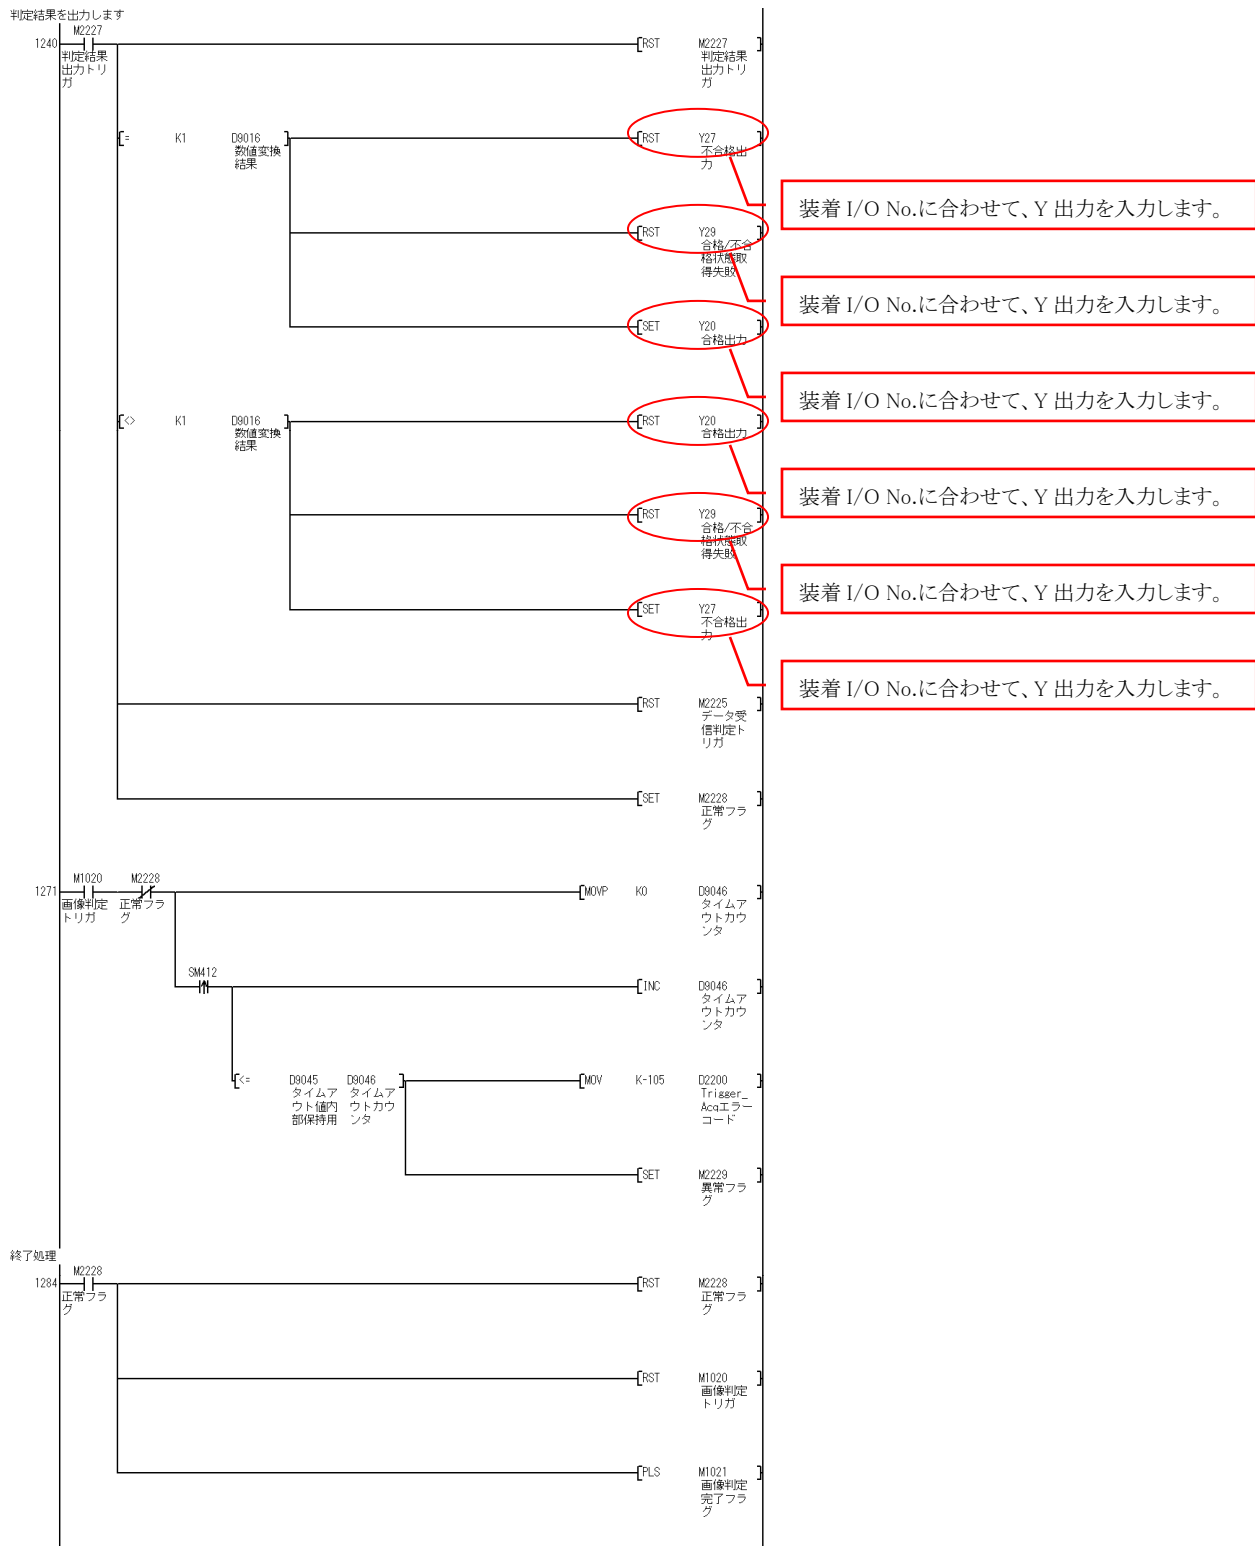 判定結果を出力します
M2227
1240
判定結果
出力トリ
ガ
[RST M2227 ]
判定結果
出力トリ
ガ
[= K1 D9016 ]
数値変換
結果
[RST Y27 ]
不合格出
力
装着 I/O No.に合わせて、Y 出力を入力します。
[RST Y29 ]
合格/不合
格状態取
得失敗
装着 I/O No.に合わせて、Y 出力を入力します。
[SET Y20 ]
合格出力
装着 I/O No.に合わせて、Y 出力を入力します。
[<> K1 D9016 ]
数値変換
結果
[RST Y20 ]
合格出力
装着 I/O No.に合わせて、Y 出力を入力します。
[RST Y29 ]
合格/不合
格状態取
得失敗
装着 I/O No.に合わせて、Y 出力を入力します。
[SET Y27 ]
不合格出
力
装着 I/O No.に合わせて、Y 出力を入力します。
[RST M2225 ]
データ受
信判定ト
リガ
[SET M2228 ]
正常フラ
グ
M1020 M2228
1271
画像判定
トリガ
正常フラ
グ
[MOVP K0 D9046 ]
タイムア
ウトカウ
ンタ
SM412
[INC D9046 ]
タイムア
ウトカウ
ンタ
[<= D9045 D9046 ]
タイムア
ウト値内
部保持用
タイムア
ウトカウ
ンタ
[MOV K-105 D2200 ]
Trigger_
Acqエラー
コード
[SET M2229 ]
異常フラ
グ
終了処理
M2228
1284
正常フラ
グ
[RST M2228 ]
正常フラ
グ
[RST M1020 ]
画像判定
トリガ
[PLS M1021 ]
画像判定
完了フラ
グ